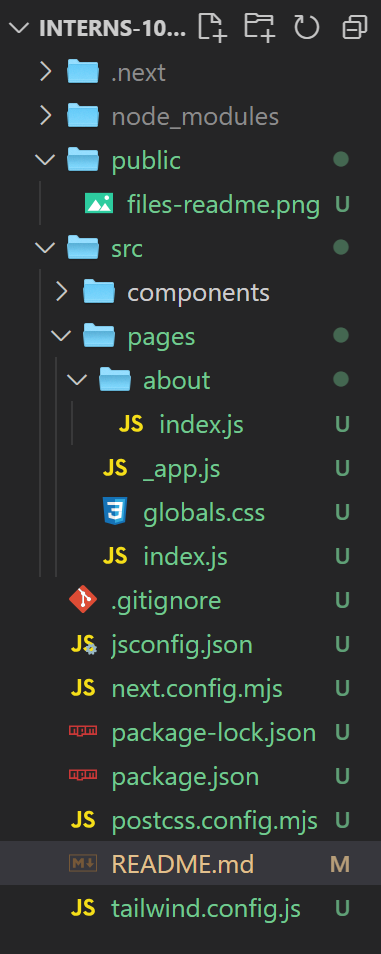 INTERNS-10...
.next
node_modules
public
files-readme.png U
src
components
pages
about
JS index.js U
JS _app.js U
globals.css U
JS index.js U
.gitignore U
JS jsconfig.json U
JS next.config.mjs U
package-lock.json U
package.json U
JS postcss.config.mjs U
README.md M
JS tailwind.config.js U